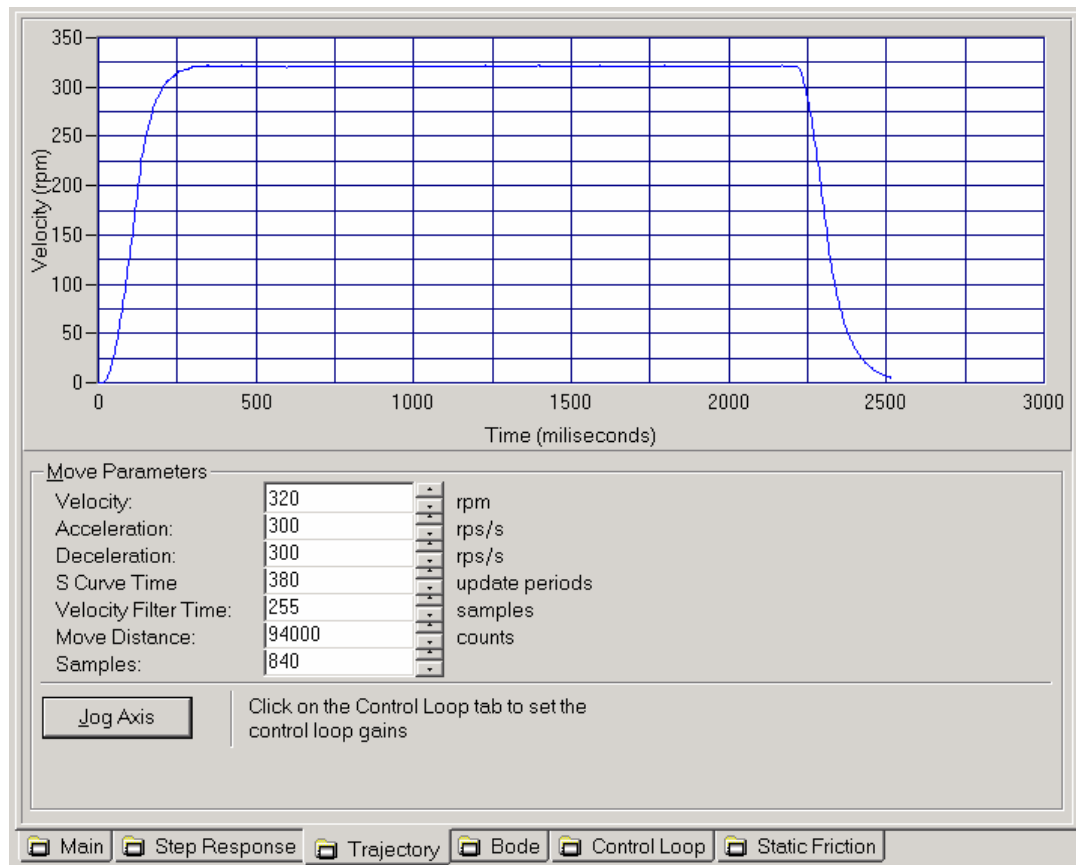 350
300
250
200
150
100
50
0
Velocity (rpm)
0 500 1000 1500 2000 2500 3000
Time (miliseconds)
Move Parameters
Velocity: 320 rpm
Acceleration: 300 rps/s
Deceleration: 300 rps/s
S Curve Time 380 update periods
Velocity Filter Time: 255 samples
Move Distance: 94000 counts
Samples: 840
Jog Axis
Click on the Control Loop tab to set the
control loop gains
Main Step Response Trajectory Bode Control Loop Static Friction